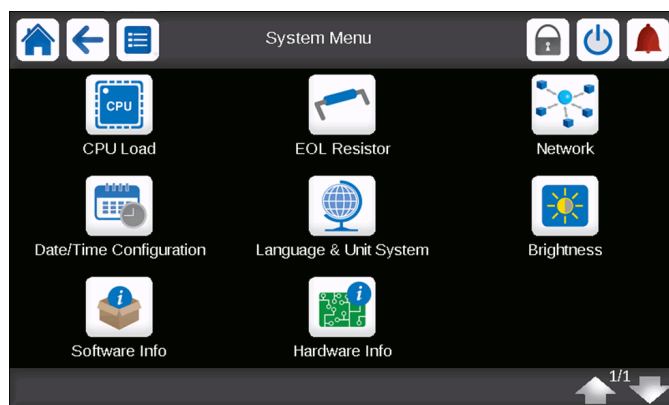 System Menu
CPU
CPU Load
EOL Resistor
Network
Date/Time Configuration
Language & Unit System
Brightness
i
Software Info
i
Hardware Info
1/1